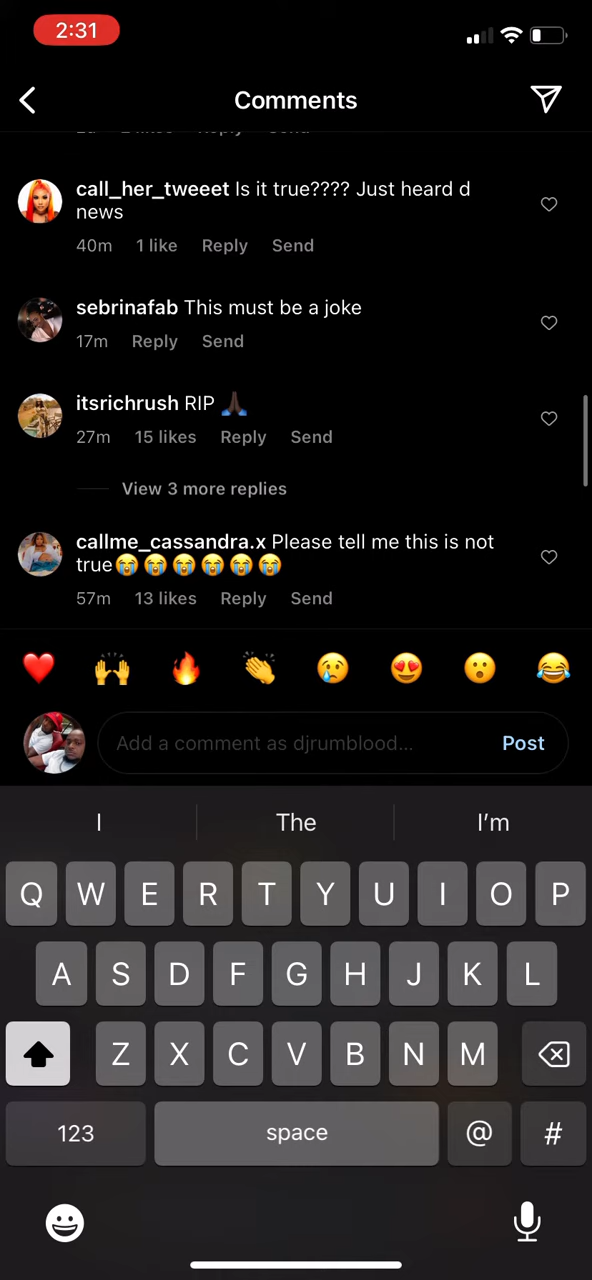 2:31
Comments
call_her_tweeet Is it true???? Just heard d
news
40m 1 like Reply Send
sebrinafab This must be a joke
17m Reply Send
itsrichrush RIP 🙏🏿
27m 15 likes Reply Send
View 3 more replies
callme_cassandra.x Please tell me this is not
true😭😭😭😭😭😭
57m 13 likes Reply Send
❤️ 🙌 🔥 👏 😢 😍 😮 😂
Add a comment as djrumblood... Post
I The I'm
Q W E R T Y U I O P
A S D F G H J K L
Z X C V B N M
123 space @ #